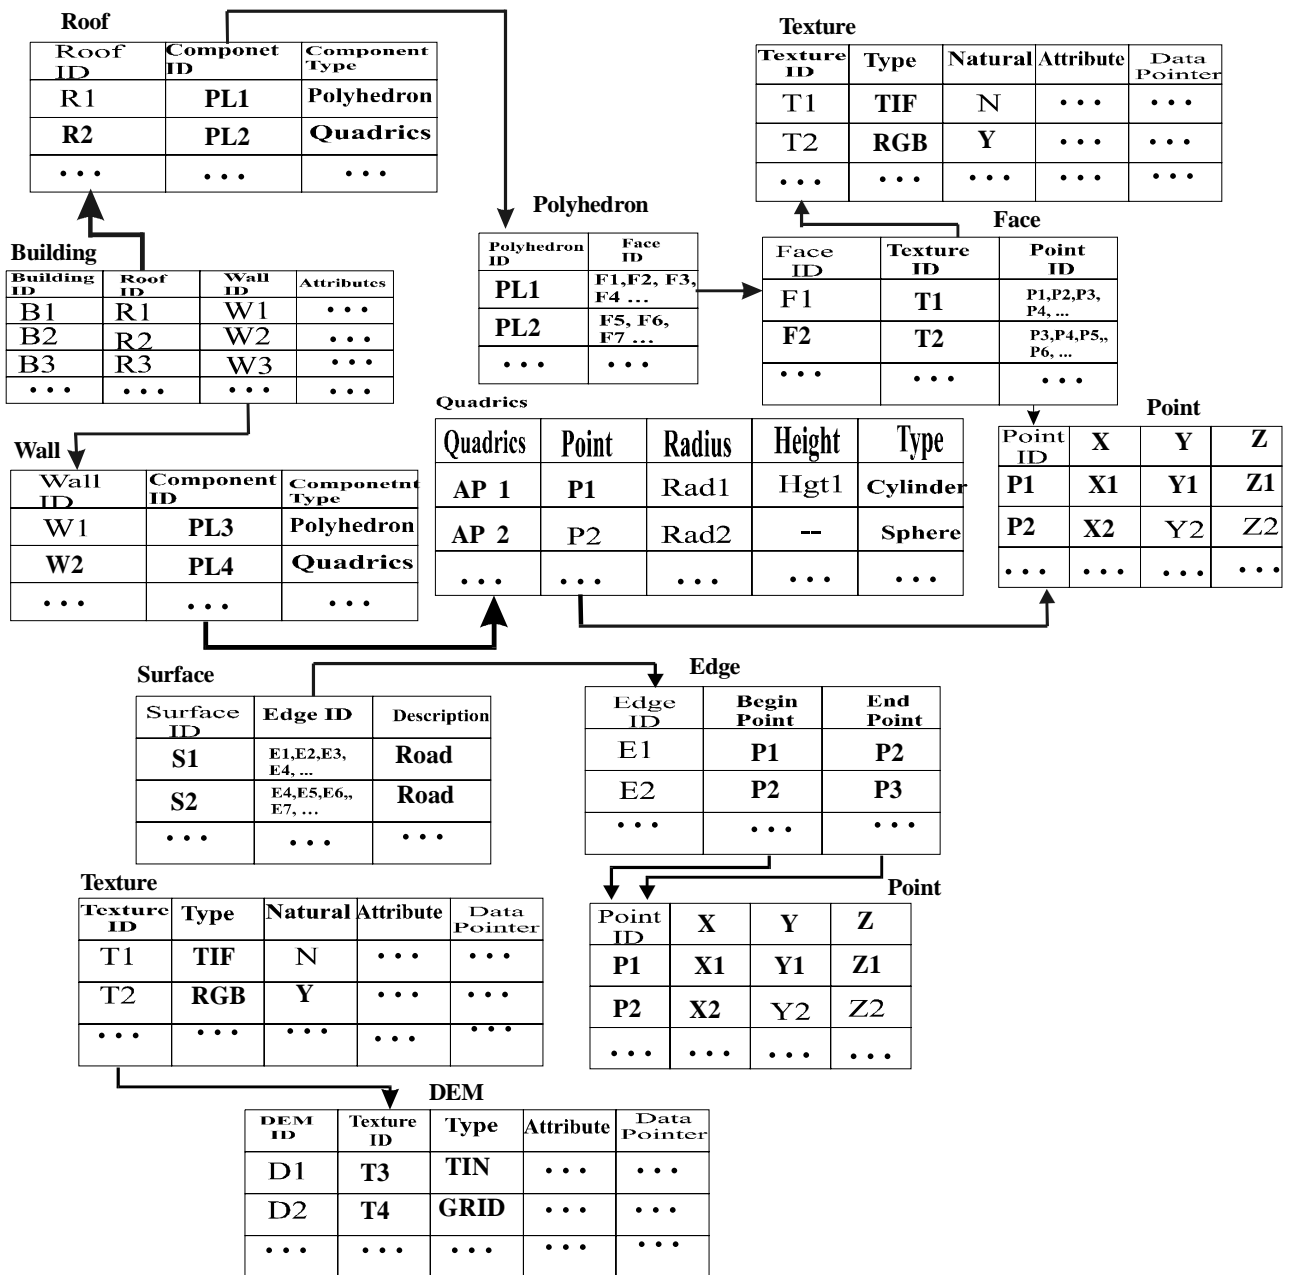 Roof
Roof ID Componet ID Component Type
R1 PL1 Polyhedron
R2 PL2 Quadrics
••• ••• •••
Texture
Texture ID Type Natural Attribute Data Pointer
T1 TIF N ••• •••
T2 RGB Y ••• •••
••• ••• ••• ••• •••
Building
Building ID Roof ID Wall ID Attributes
B1 R1 W1 •••
B2 R2 W2 •••
B3 R3 W3 •••
••• ••• ••• •••
Polyhedron
Polyhedron ID Face ID
PL1 F1,F2, F3, F4 ...
PL2 F5, F6, F7 ...
••• •••
Face
Face ID Texture ID Point ID
F1 T1 P1,P2,P3, P4, ...
F2 T2 P3,P4,P5,, P6, ...
••• ••• •••
Wall
Wall ID Component ID Componetnt Type
W1 PL3 Polyhedron
W2 PL4 Quadrics
••• ••• •••
Quadrics
Quadrics Point Radius Height Type
AP 1 P1 Rad1 Hgt1 Cylinder
AP 2 P2 Rad2 -- Sphere
••• ••• ••• ••• •••
Point
Point ID X Y Z
P1 X1 Y1 Z1
P2 X2 Y2 Z2
••• ••• ••• •••
Surface
Surface ID Edge ID Description
S1 E1,E2,E3, E4, ... Road
S2 E4,E5,E6,, E7, ... Road
••• ••• •••
Edge
Edge ID Begin Point End Point
E1 P1 P2
E2 P2 P3
••• ••• •••
Texture
Texture ID Type Natural Attribute Data Pointer
T1 TIF N ••• •••
T2 RGB Y ••• •••
••• ••• ••• ••• •••
Point
Point ID X Y Z
P1 X1 Y1 Z1
P2 X2 Y2 Z2
••• ••• ••• •••
DEM
DEM ID Texture ID Type Attribute Data Pointer
D1 T3 TIN ••• •••
D2 T4 GRID ••• •••
••• ••• ••• ••• •••